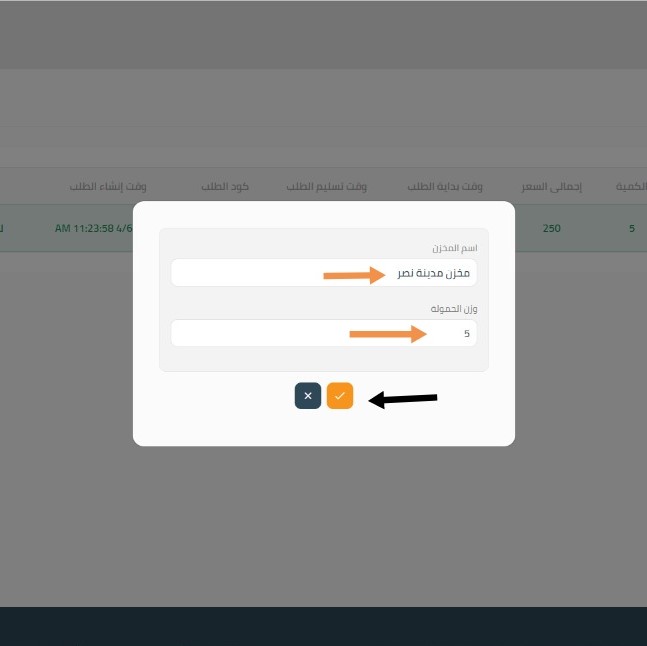 الكمية إجمالى السعر وقت بداية الطلب وقت تسليم الطلب كود الطلب وقت إنشاء الطلب
5 250 4/6 11:23:58 AM
اسم المخزن
مخزن مدينة نصر
وزن الحمولة
5